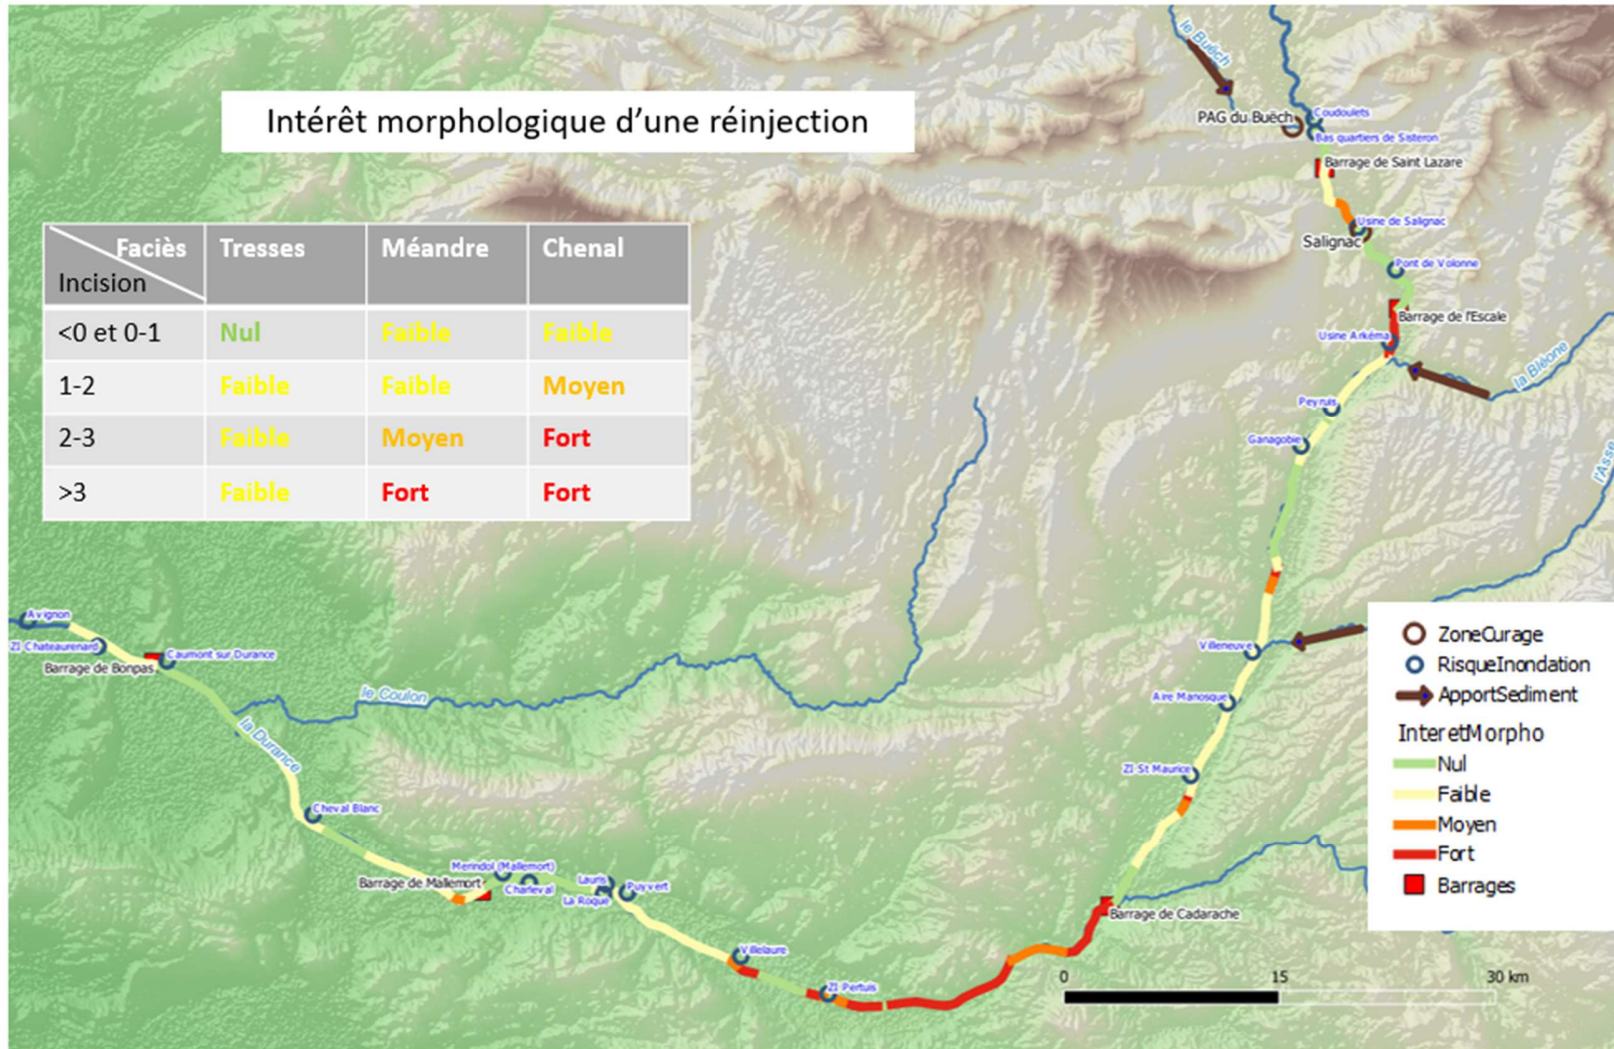 le Buëch
PAG du Buëch
Coudoulets
Bas quartiers de Sisteron
Barrage de Saint Lazare
Intérêt morphologique d’une réinjection
Usine de Salignac
Salignac
Pont de Volonne
Barrage de l'Escale
Usine Arkéma
la Bléone
Peyruis
Ganagobie
l'Asse
Faciès Tresses Méandre Chenal
Incision
<0 et 0-1 Nul Faible Faible
1-2 Faible Faible Moyen
2-3 Faible Moyen Fort
>3 Faible Fort Fort
Avignon
ZI Chateaurenard
Barrage de Bonpas
Caumont sur Durance
le Coulon
la Durance
Villeneuve
Aire Manosque
ZI St Maurice
Cheval Blanc
Merindol (Mallemort)
Barrage de Mallemort
Charleval
Lauris
La Roque
Puyvert
Barrage de Cadarache
Villelaure
ZI Pertuis
ZoneCurage
RisqueInondation
ApportSediment
InteretMorpho
Nul
Faible
Moyen
Fort
Barrages
0 15 30 km